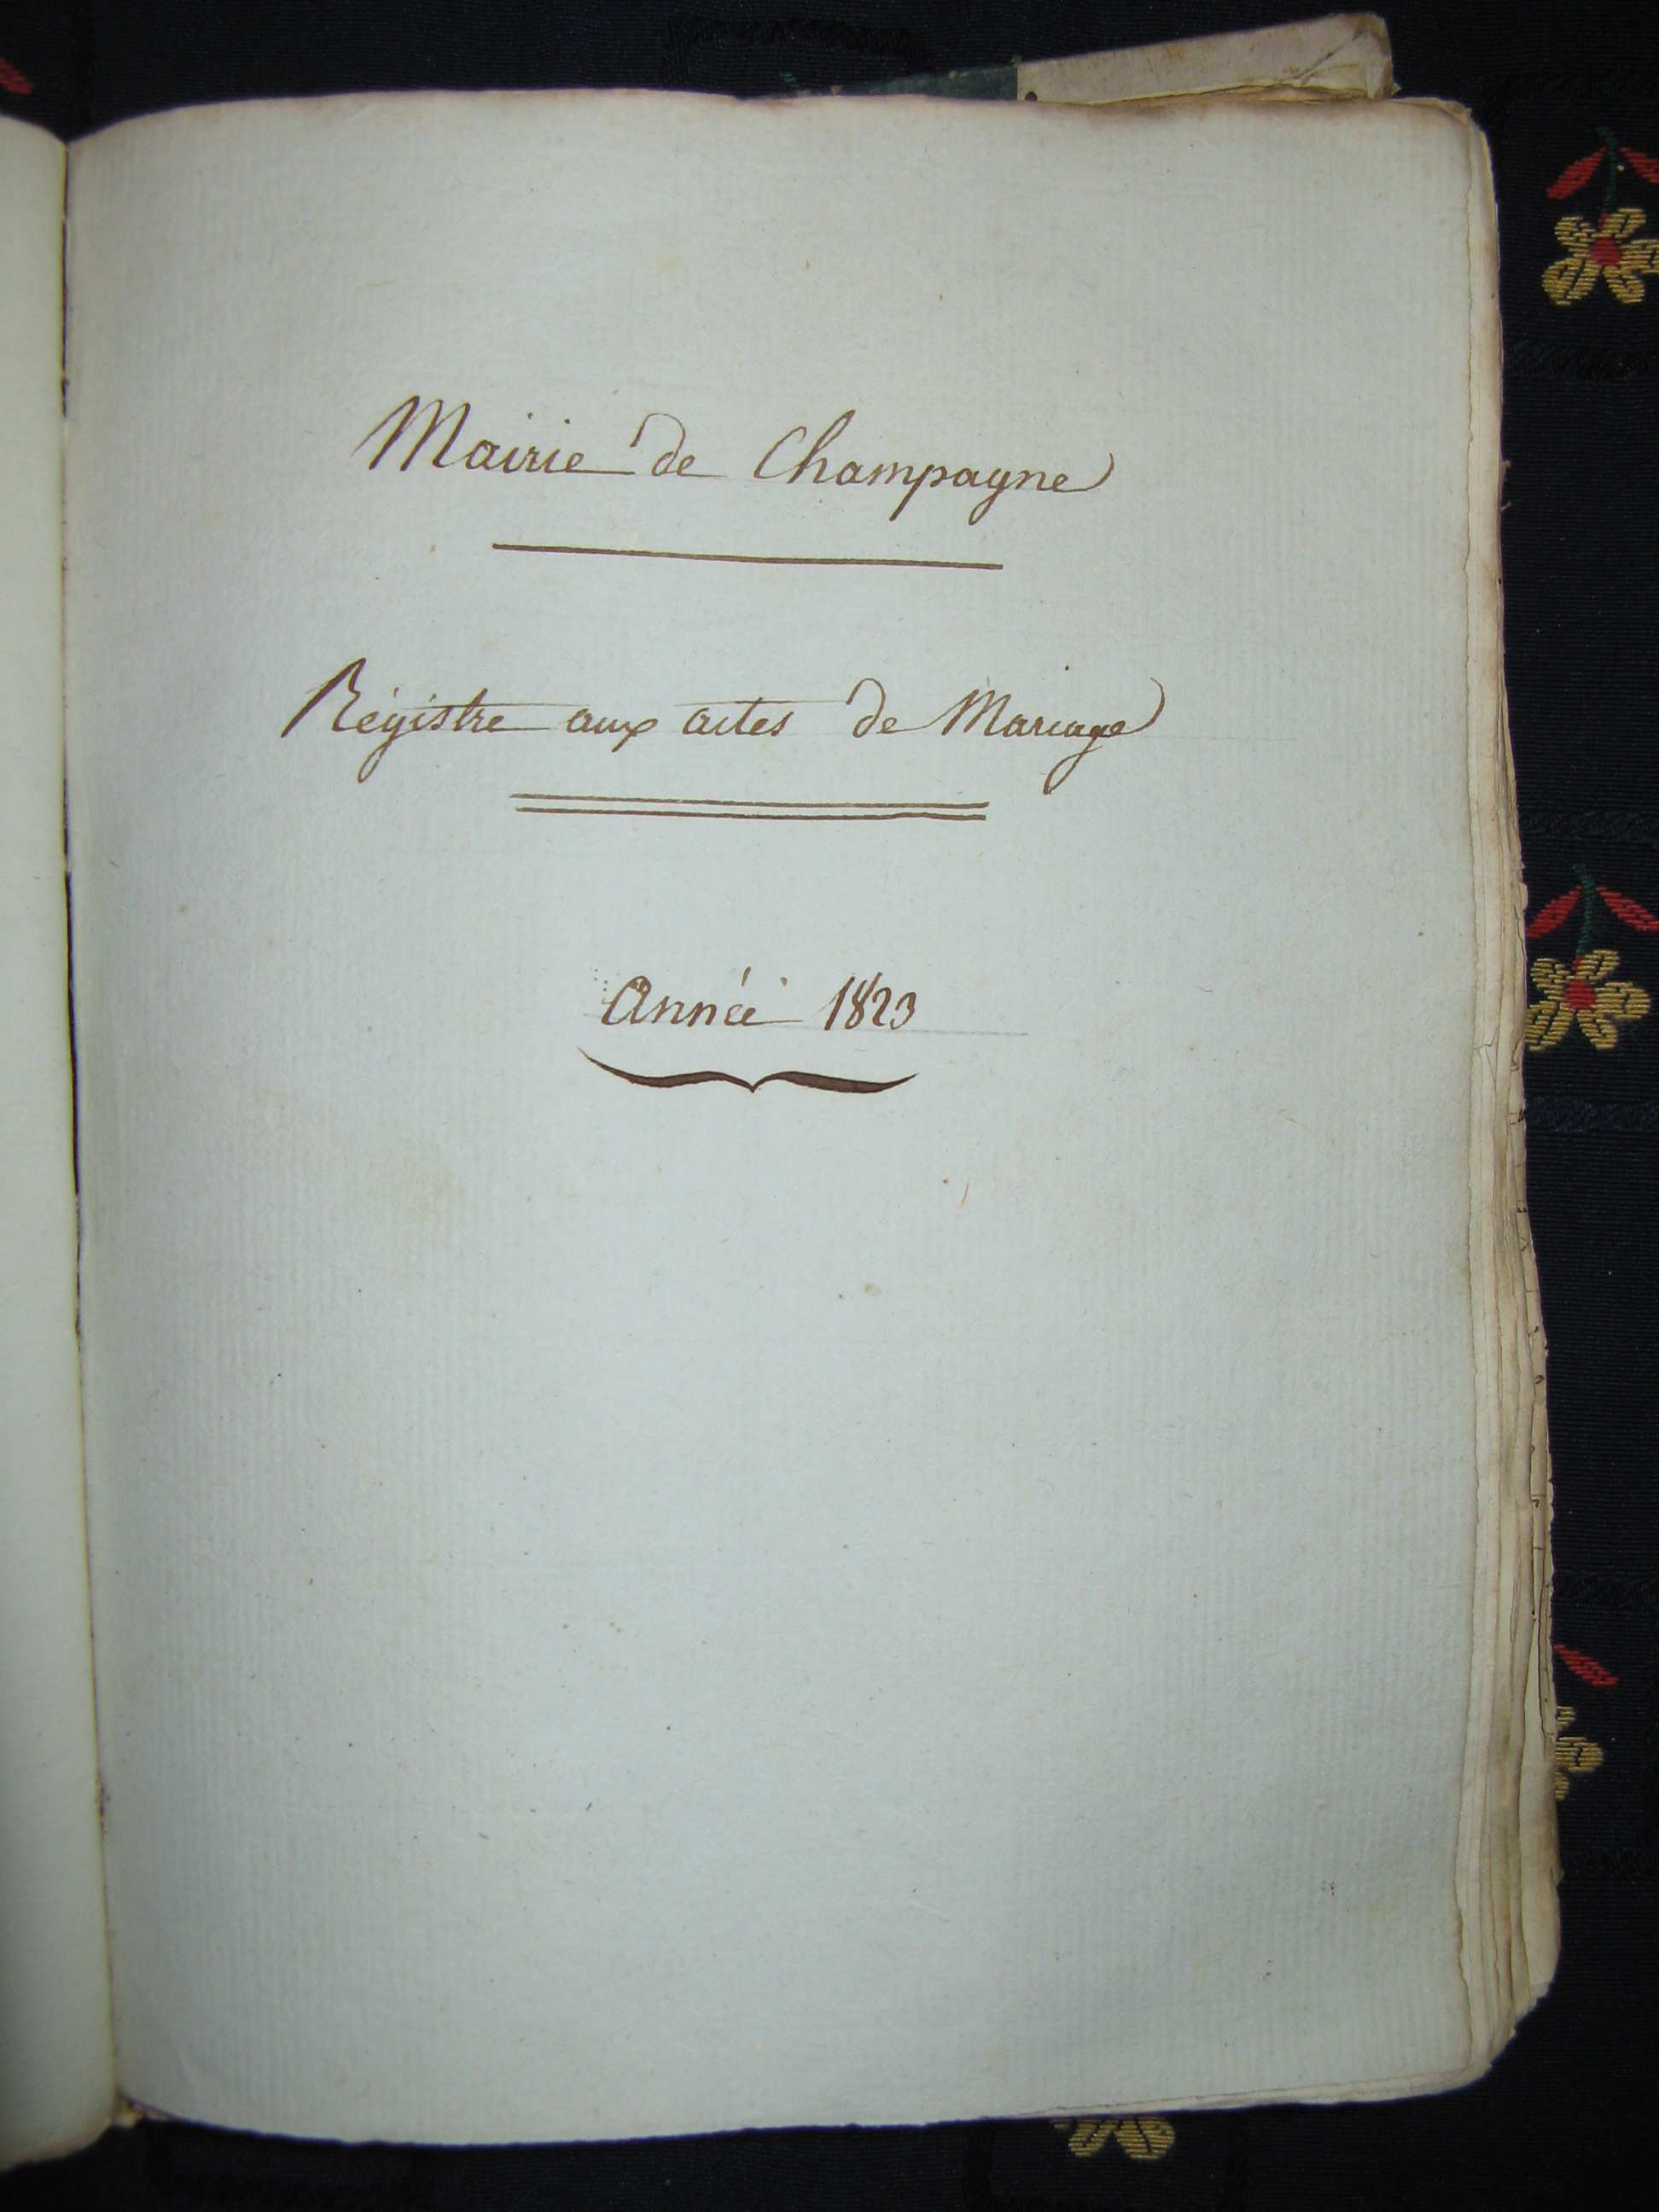 Mairie de Champagne
Régistre aux actes de Mariage
Année 1823